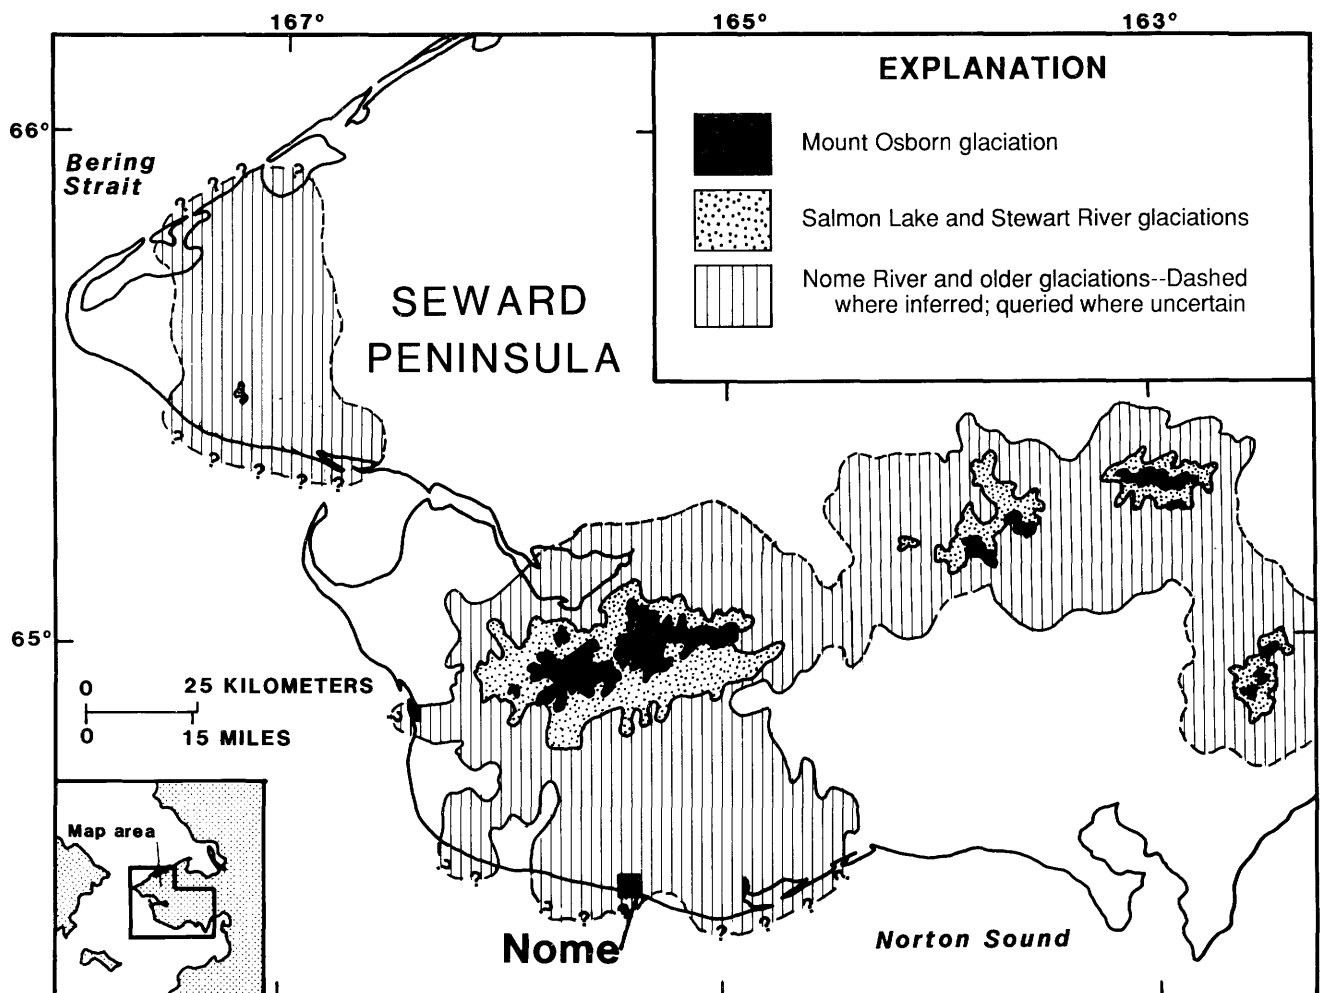 167° 165° 163°
EXPLANATION
66°
Mount Osborn glaciation
Bering
Strait
Salmon Lake and Stewart River glaciations
Nome River and older glaciations--Dashed
where inferred; queried where uncertain
SEWARD
PENINSULA
65°
0 25 KILOMETERS
0 15 MILES
Map area
Nome
Norton Sound
? ? ? ?
? ? ? ? ?
?
? ? ? ? ? ? ?